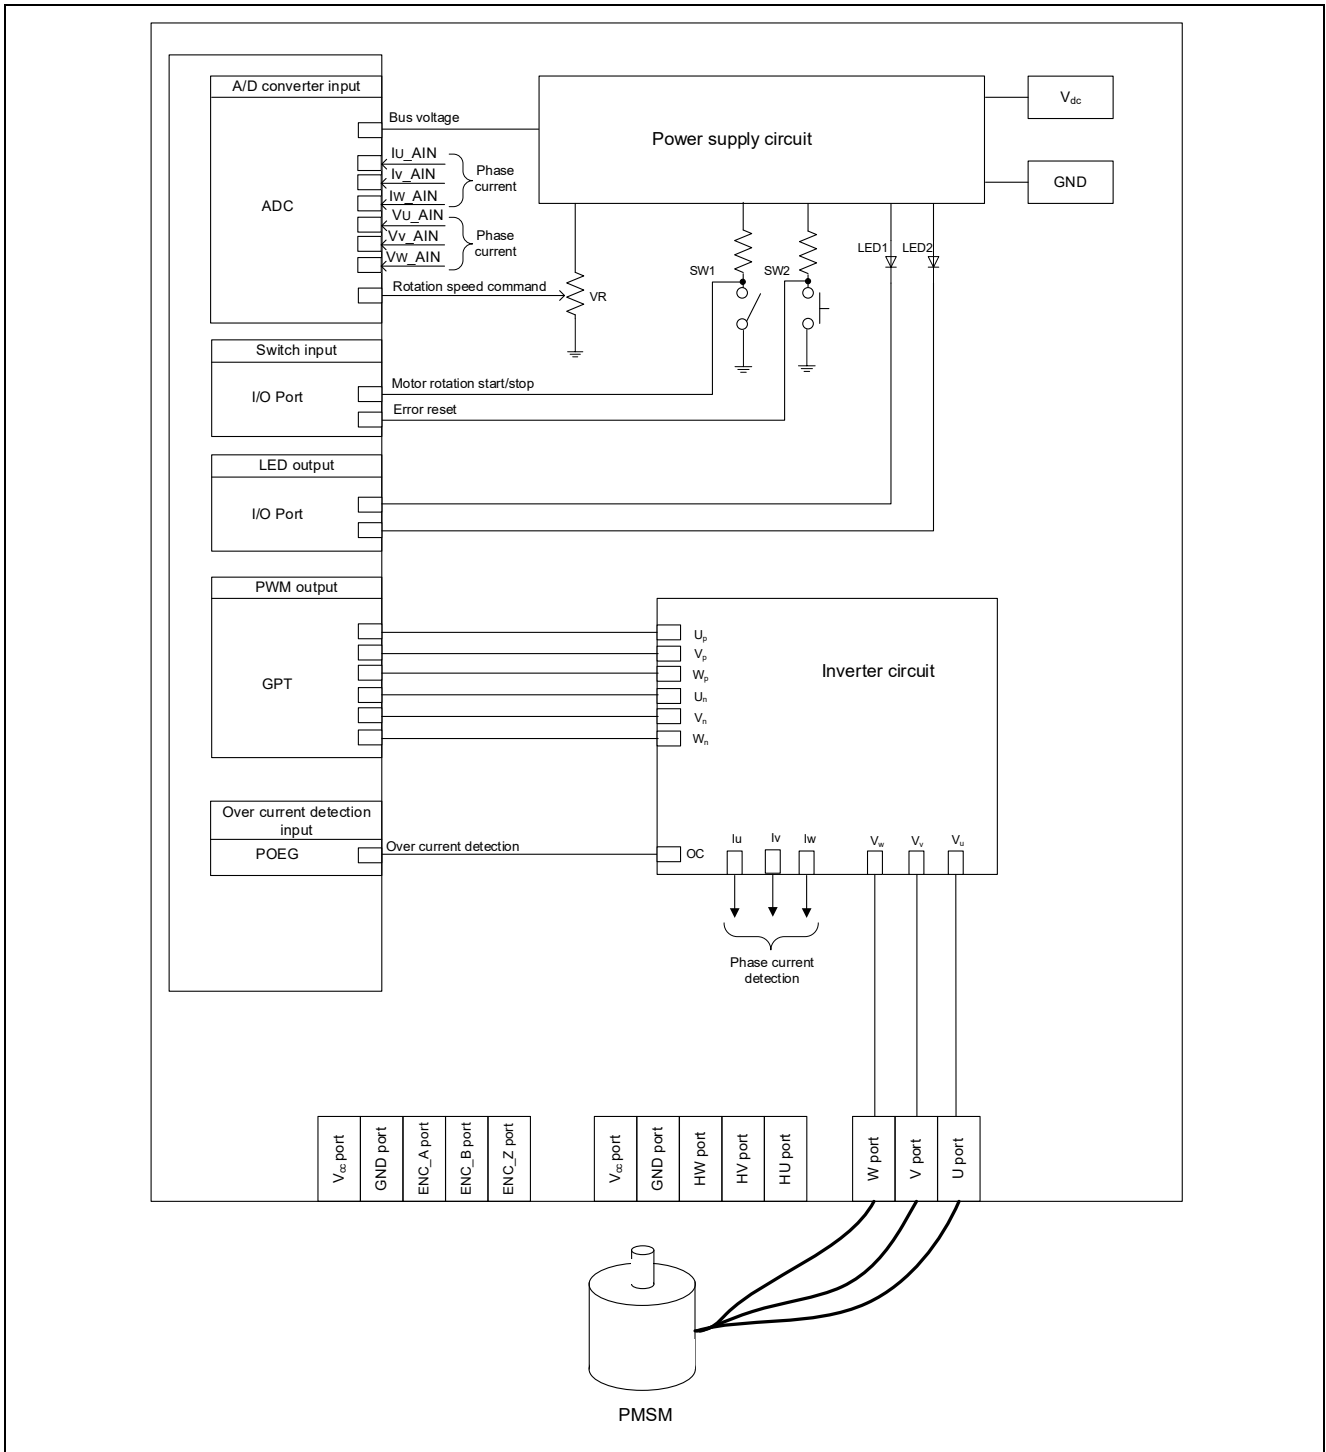 A/D converter input
ADC
Bus voltage
IU_AIN
Iv_AIN
Iw_AIN
Phase
current
VU_AIN
Vv_AIN
Vw_AIN
Phase
current
Rotation speed command
VR
Power supply circuit
Vdc
GND
SW1
SW2
LED1
LED2
Switch input
I/O Port
Motor rotation start/stop
Error reset
LED output
I/O Port
PWM output
GPT
Up
Vp
Wp
Un
Vn
Wn
Inverter circuit
Over current detection
input
POEG
Over current detection
OC
Iu
Iv
Iw
Vw
Vv
Vu
Phase current
detection
Vcc port
GND port
ENC_A port
ENC_B port
ENC_Z port
Vcc port
GND port
HW port
HV port
HU port
W port
V port
U port
PMSM